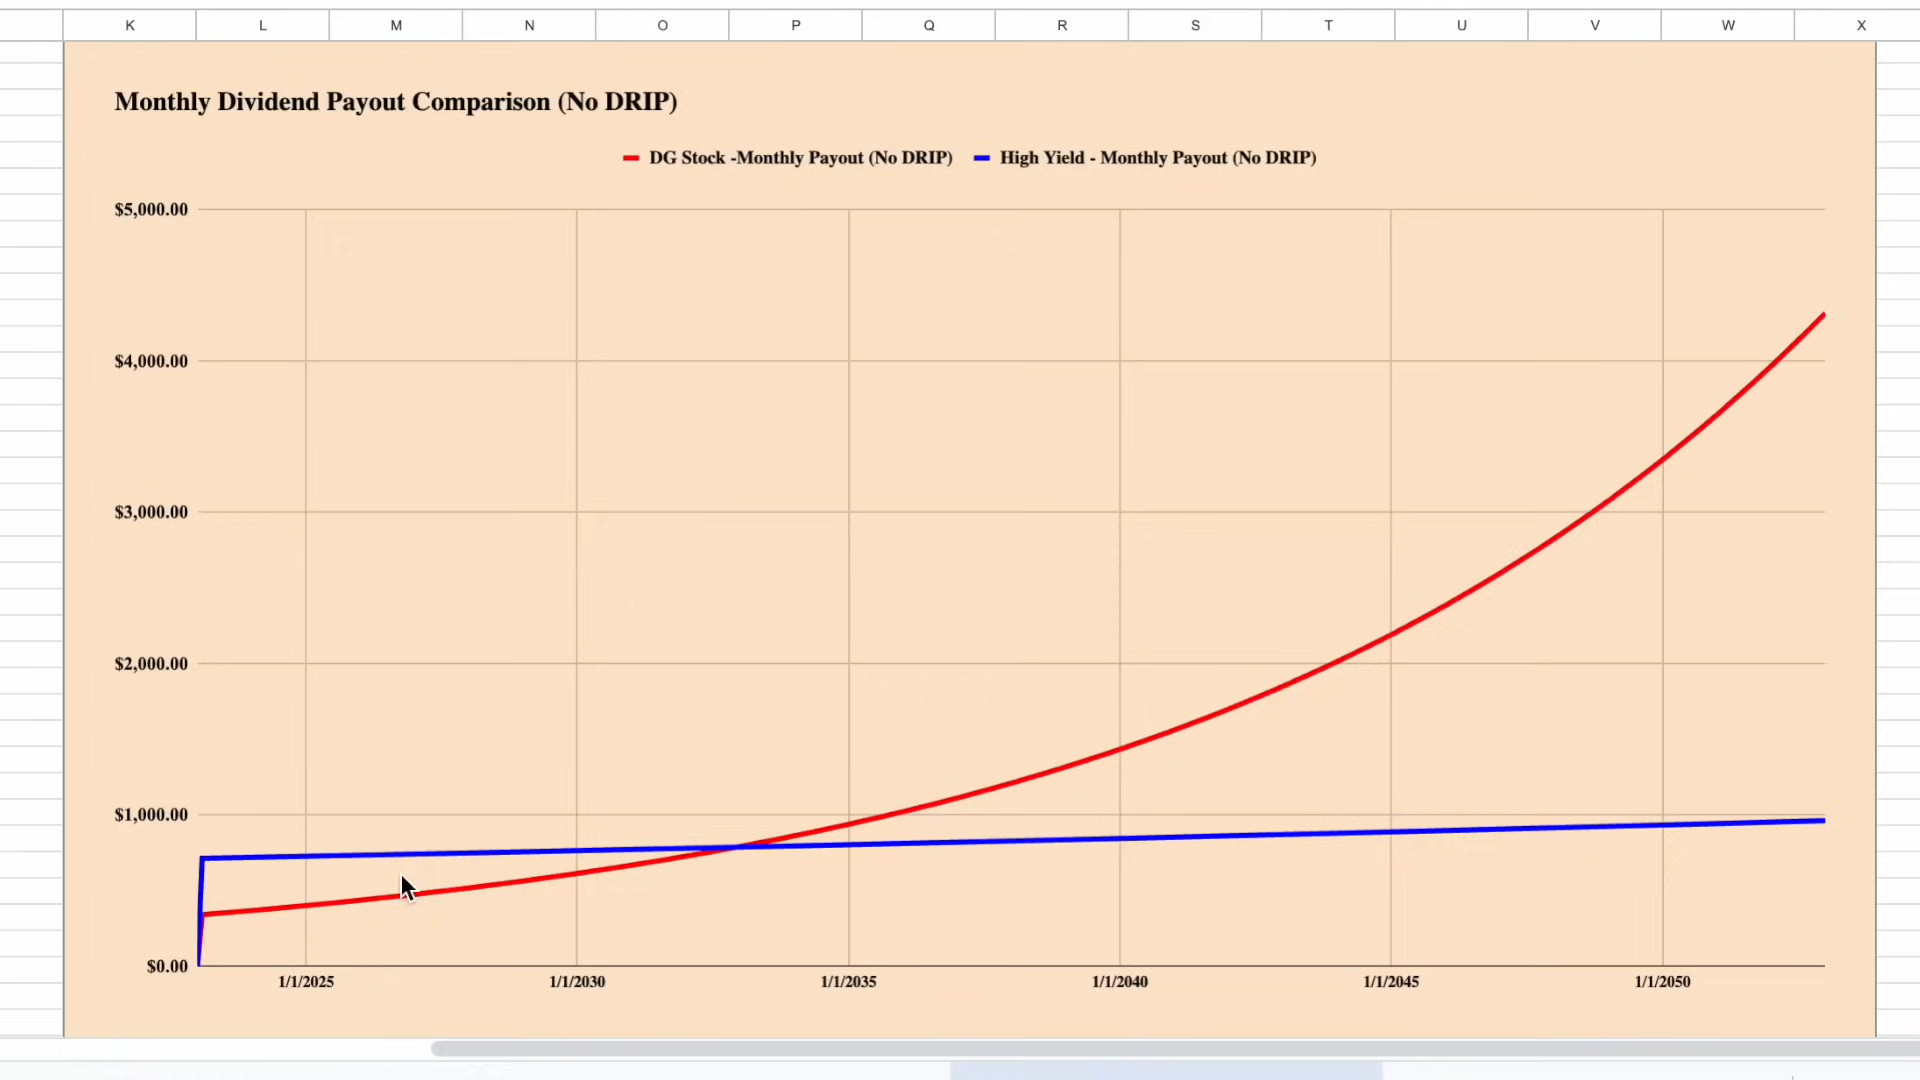 K L M N O P Q R S T U V W X
Monthly Dividend Payout Comparison (No DRIP)
DG Stock -Monthly Payout (No DRIP) High Yield - Monthly Payout (No DRIP)
$5,000.00
$4,000.00
$3,000.00
$2,000.00
$1,000.00
$0.00
1/1/2025 1/1/2030 1/1/2035 1/1/2040 1/1/2045 1/1/2050